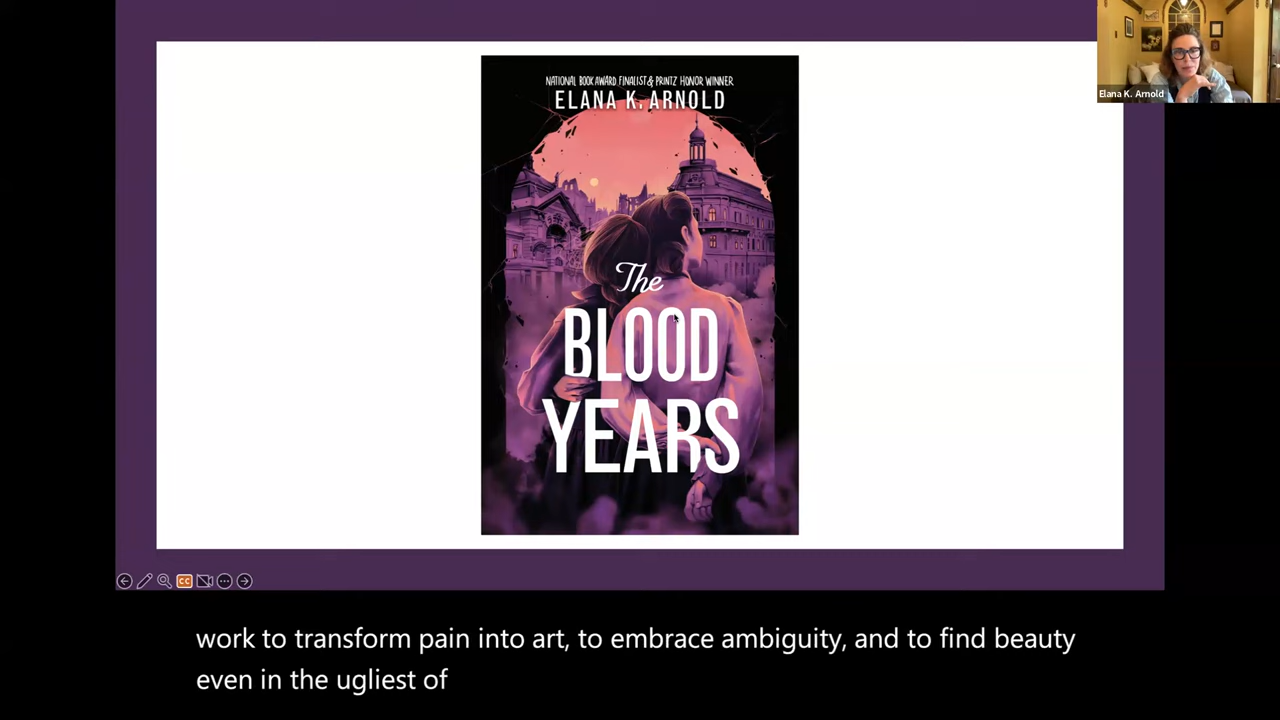 NATIONAL BOOK AWARD FINALIST & PRINTZ HONOR WINNER
ELANA K. ARNOLD
The
BLOOD
YEARS
Elana K. Arnold
CC
work to transform pain into art, to embrace ambiguity, and to find beauty
even in the ugliest of